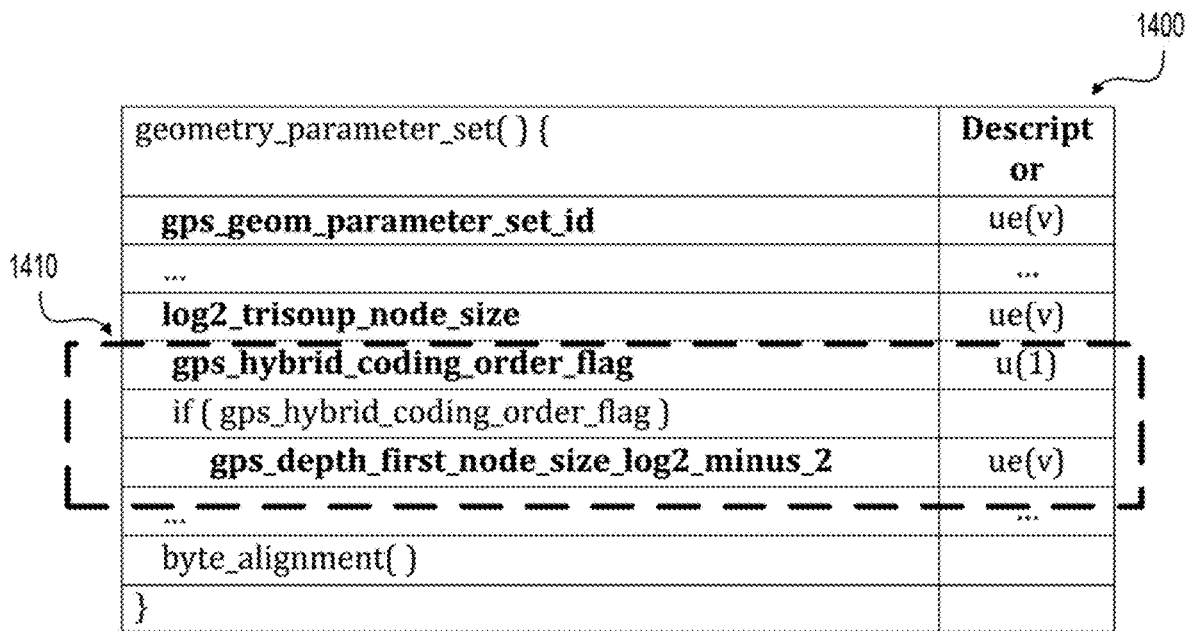 1400
geometry_parameter_set( ) { Descript
or
gps_geom_parameter_set_id ue(v)
... ...
1410
log2_trisoup_node_size ue(v)
gps_hybrid_coding_order_flag u(1)
if ( gps_hybrid_coding_order_flag )
gps_depth_first_node_size_log2_minus_2 ue(v)
... ...
byte_alignment( )
}